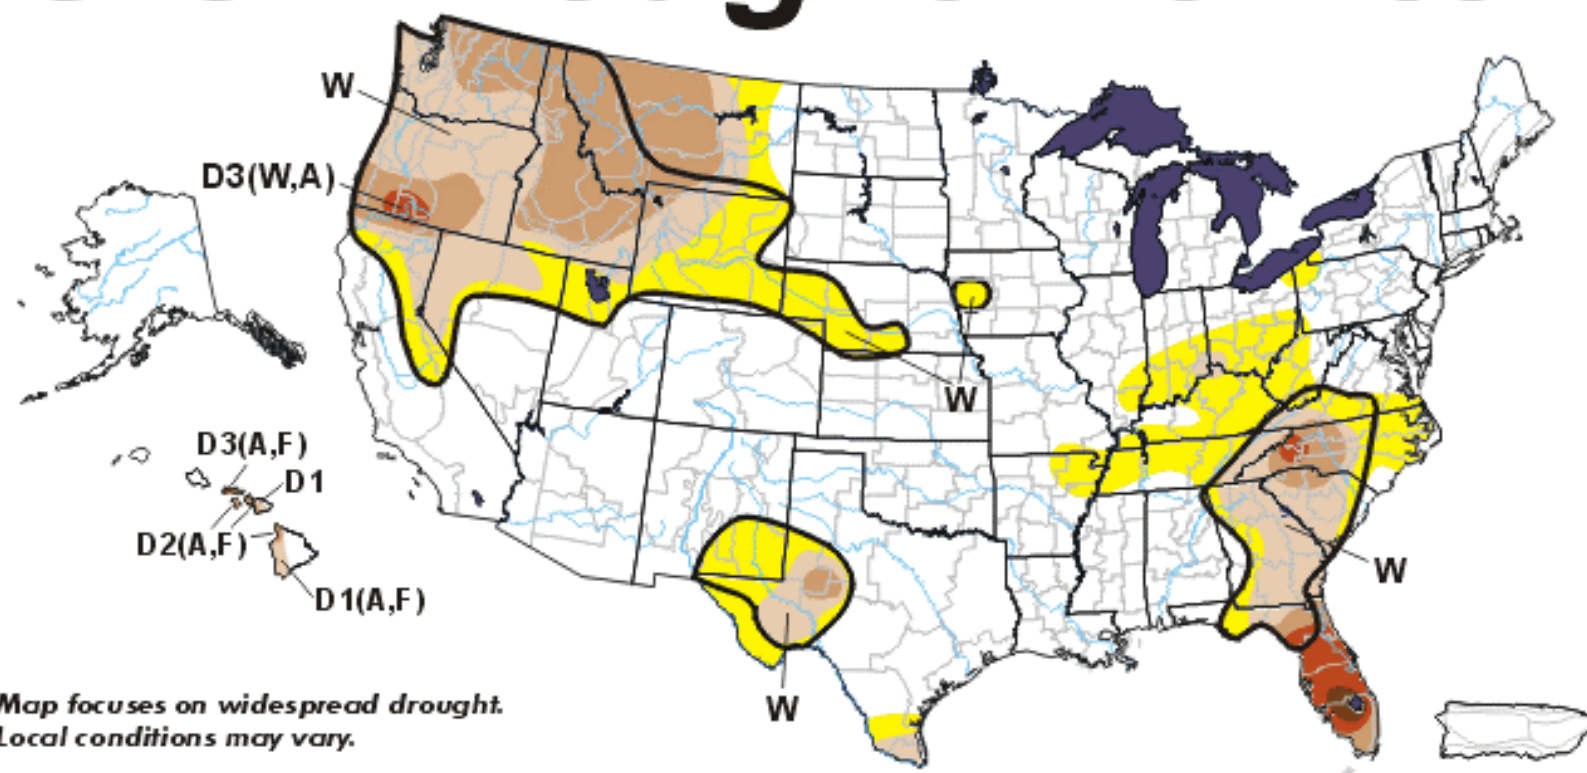 W
D3(W,A)
W
D3(A,F)
D1
D2(A,F)
D1(A,F)
W
W
Map focuses on widespread drought.
Local conditions may vary.